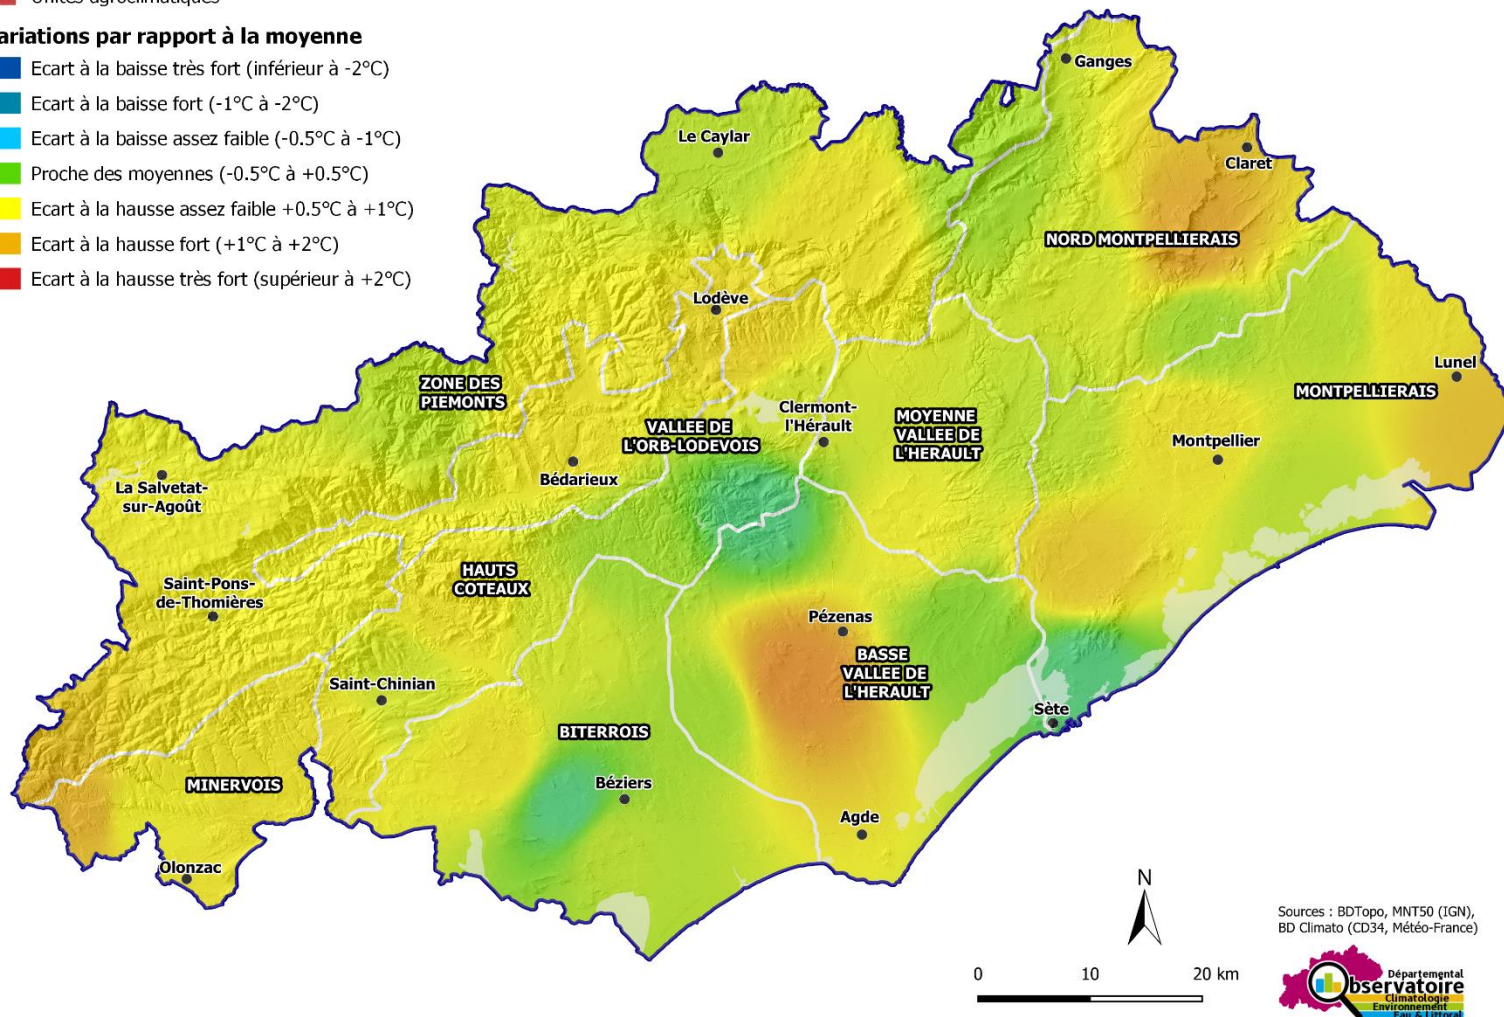 Unités agroclimatiques
ariations par rapport à la moyenne
Ecart à la baisse très fort (inférieur à -2°C)
Ecart à la baisse fort (-1°C à -2°C)
Ecart à la baisse assez faible (-0.5°C à -1°C)
Proche des moyennes (-0.5°C à +0.5°C)
Ecart à la hausse assez faible +0.5°C à +1°C)
Ecart à la hausse fort (+1°C à +2°C)
Ecart à la hausse très fort (supérieur à +2°C)
Ganges
Le Caylar
Claret
NORD MONTPELLIERAIS
Lodève
Lunel
ZONE DES
PIEMONTS
MONTPELLIERAIS
Clermont-
l'Hérault
MOYENNE
VALLEE DE
L'HERAULT
VALLEE DE
L'ORB-LODEVOIS
Montpellier
Bédarieux
La Salvetat-
sur-Agoût
HAUTS
COTEAUX
Saint-Pons-
de-Thomières
Pézenas
BASSE
VALLEE DE
L'HERAULT
Saint-Chinian
Sète
BITERROIS
MINERVOIS
Béziers
Agde
Olonzac
N
0 10 20 km
Sources : BDTopo, MNT50 (IGN),
BD Climato (CD34, Météo-France)
Départemental
Observatoire
Climatologie
Environnement
Eau & Littoral